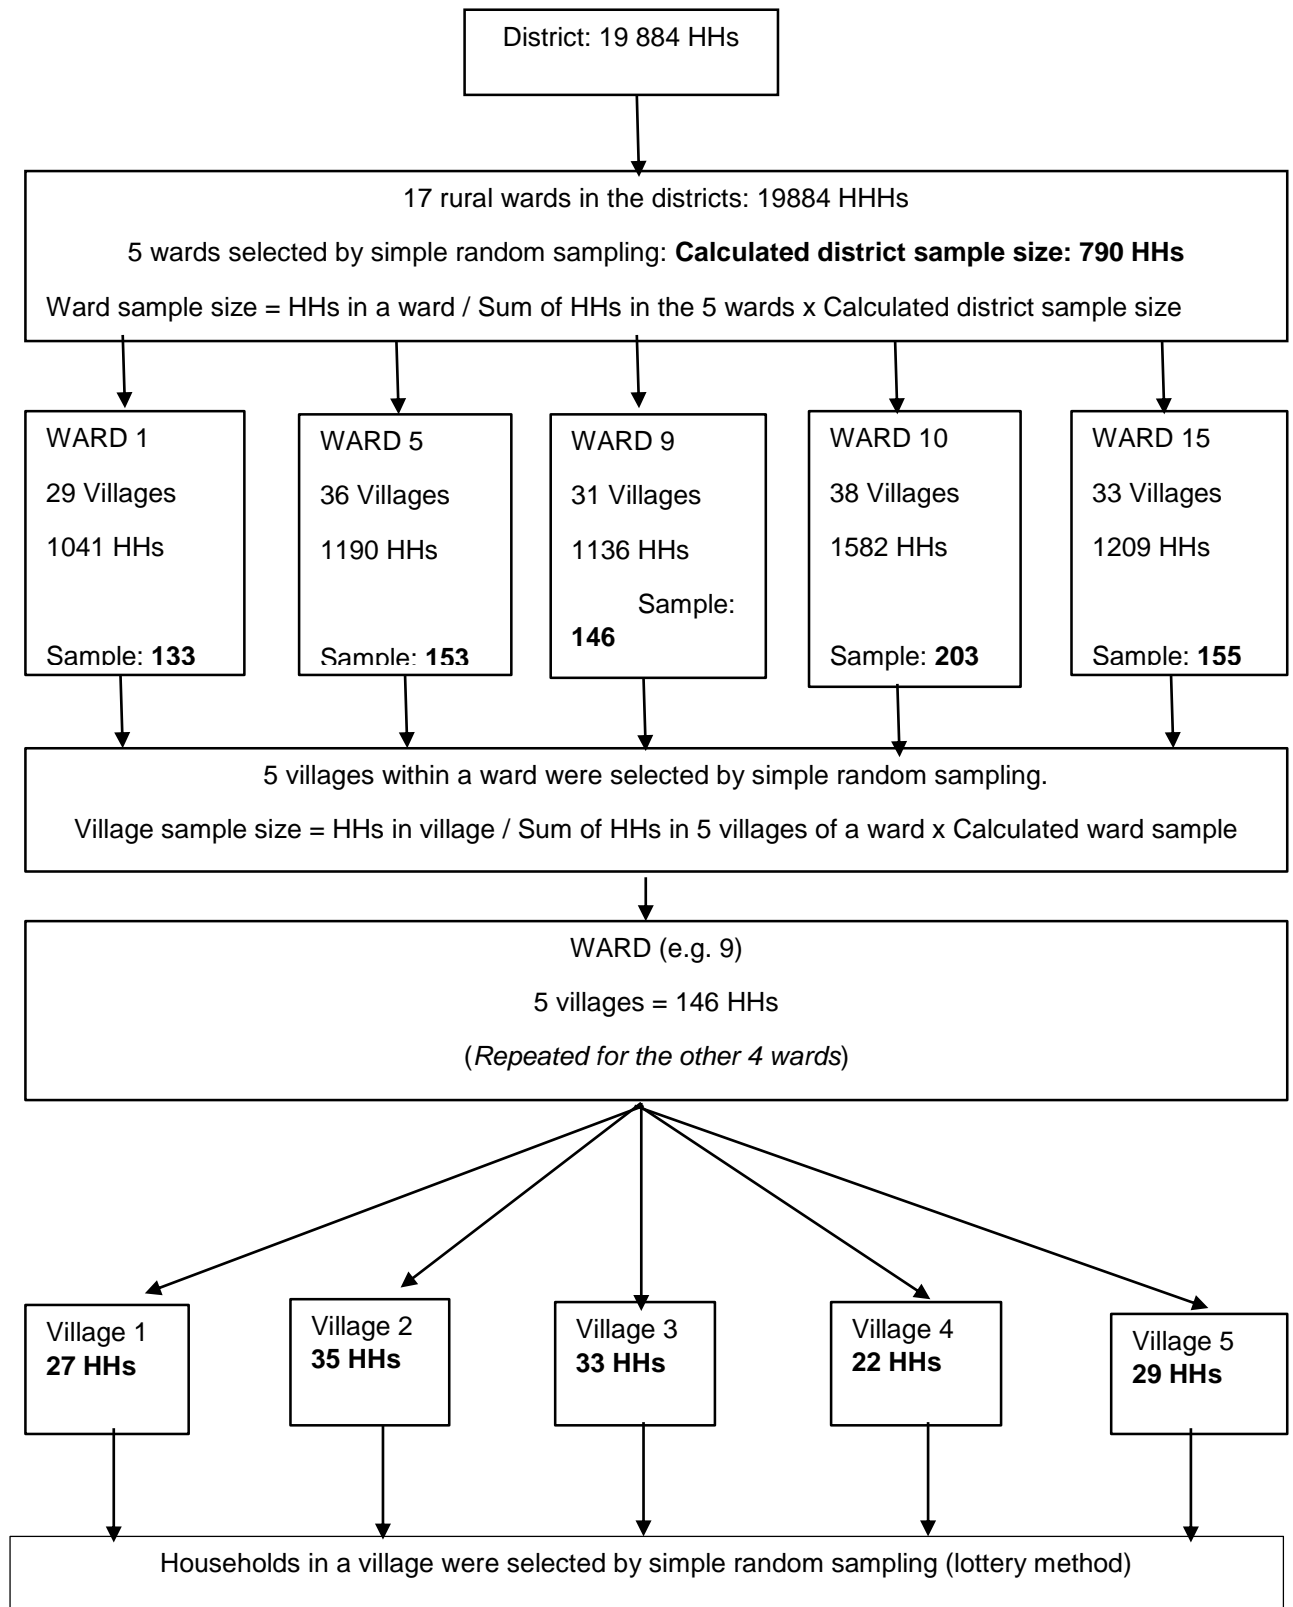 District: 19 884 HHs
17 rural wards in the districts: 19884 HHHs
5 wards selected by simple random sampling: Calculated district sample size: 790 HHs
Ward sample size = HHs in a ward / Sum of HHs in the 5 wards x Calculated district sample size
WARD 1
29 Villages
1041 HHs
Sample: 133
WARD 5
36 Villages
1190 HHs
Sample: 153
WARD 9
31 Villages
1136 HHs
Sample:
146
WARD 10
38 Villages
1582 HHs
Sample: 203
WARD 15
33 Villages
1209 HHs
Sample: 155
5 villages within a ward were selected by simple random sampling.
Village sample size = HHs in village / Sum of HHs in 5 villages of a ward x Calculated ward sample
WARD (e.g. 9)
5 villages = 146 HHs
(Repeated for the other 4 wards)
Village 1
27 HHs
Village 2
35 HHs
Village 3
33 HHs
Village 4
22 HHs
Village 5
29 HHs
Households in a village were selected by simple random sampling (lottery method)